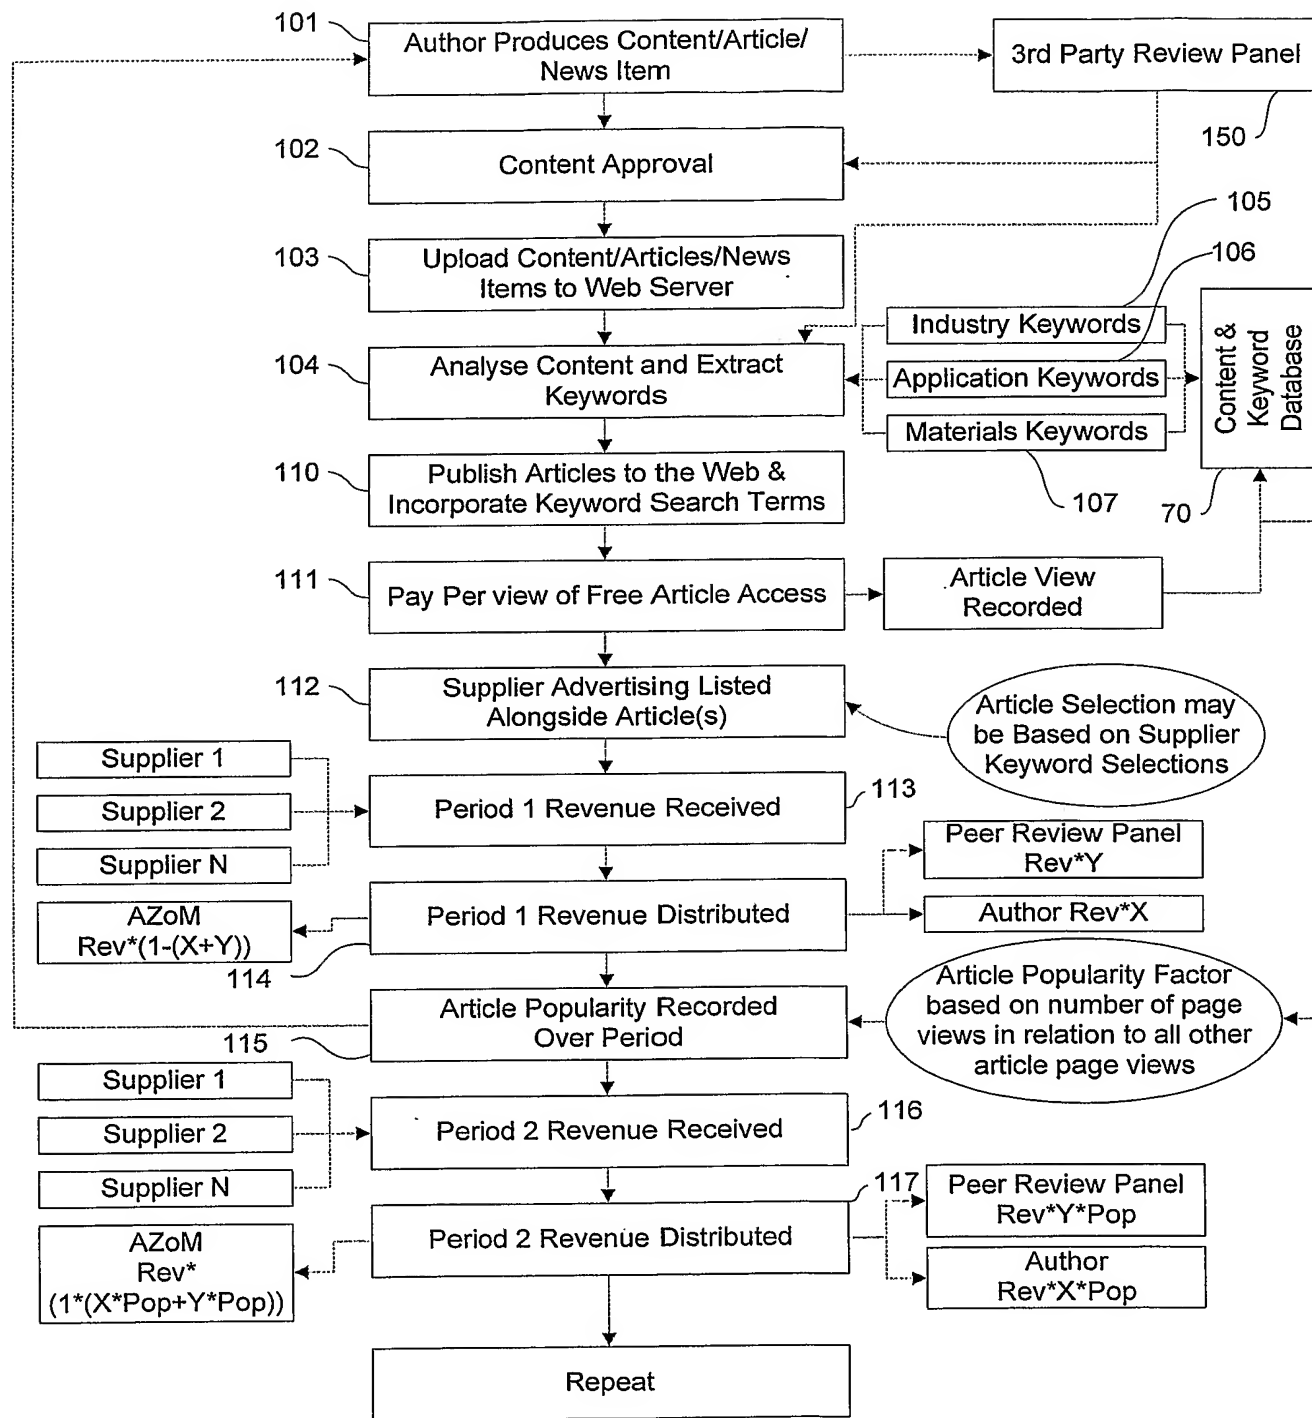 101
Author Produces Content/Article/
News Item
3rd Party Review Panel
150
102
Content Approval
103
Upload Content/Articles/News
Items to Web Server
105
106
Industry Keywords
104
Analyse Content and Extract
Keywords
Application Keywords
Materials Keywords
Content &
Keyword
Database
107
70
110
Publish Articles to the Web &
Incorporate Keyword Search Terms
111
Pay Per view of Free Article Access
Article View
Recorded
112
Supplier Advertising Listed
Alongside Article(s)
Article Selection may
be Based on Supplier
Keyword Selections
Supplier 1
Supplier 2
Supplier N
Period 1 Revenue Received
113
Peer Review Panel
Rev*Y
AZoM
Rev*(1-(X+Y))
Period 1 Revenue Distributed
Author Rev*X
114
Article Popularity Recorded
Over Period
115
Article Popularity Factor
based on number of page
views in relation to all other
article page views
Supplier 1
Supplier 2
Supplier N
Period 2 Revenue Received
116
117
Peer Review Panel
Rev*Y*Pop
AZoM
Rev*
(1*(X*Pop+Y*Pop))
Period 2 Revenue Distributed
Author
Rev*X*Pop
Repeat